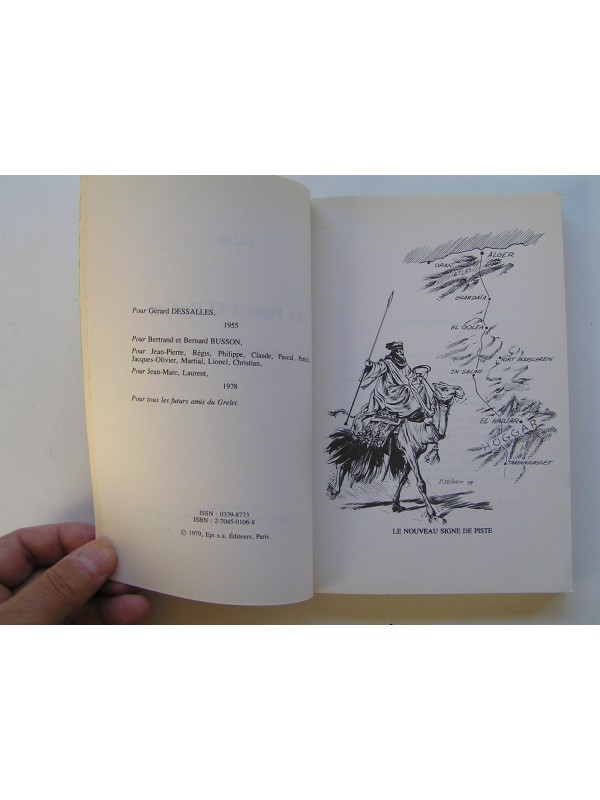 Pour Gérard DESSALLES,
1955
Pour Bertrand et Bernard BUSSON,
Pour Jean-Pierre, Régis, Philippe, Claude, Pascal, Patrick,
Jacques-Olivier, Martial, Lionel, Christian,
Pour Jean-Marc, Laurent,
1978
Pour tous les futurs amis du Grelet.
ISSN : 0339-8773
ISBN : 2-7045-0106-8
© 1979, Epi s.a. Éditeurs, Paris
ALGER
ORAN
ATLAS
GHARDAÏA
EL GOLEA
FORT BOUSCAREN
IN SALAH
EL HADJAR
HOGGAR
TAMANRASSET
LE NOUVEAU SIGNE DE PISTE